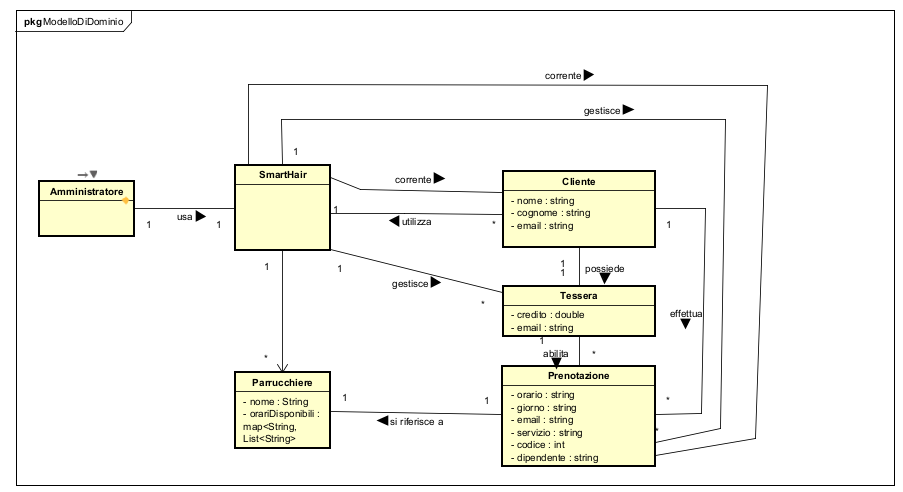 pkg ModelloDiDominio
corrente
gestisce
1
SmartHair
Amministratore
usa
1
1
corrente
1
utilizza
*
Cliente
- nome : string
- cognome : string
- email : string
1
1
1
possiede
1
gestisce
*
Tessera
- credito : double
- email : string
effettua
1
abilita
*
1
*
Parrucchiere
- nome : String
- orariDisponibili :
map<String,
List<String>
1
1
si riferisce a
Prenotazione
- orario : string
- giorno : string
- email : string
- servizio : string
- codice : int
- dipendente : string
*
*